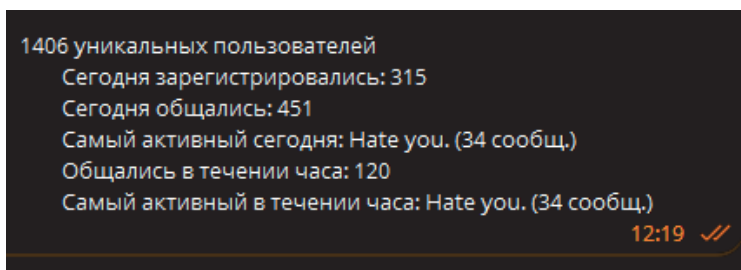 1406 уникальных пользователей
Сегодня зарегистрировались: 315
Сегодня общались: 451
Самый активный сегодня: Hate you. (34 сообщ.)
Общались в течении часа: 120
Самый активный в течении часа: Hate you. (34 сообщ.)
12:19